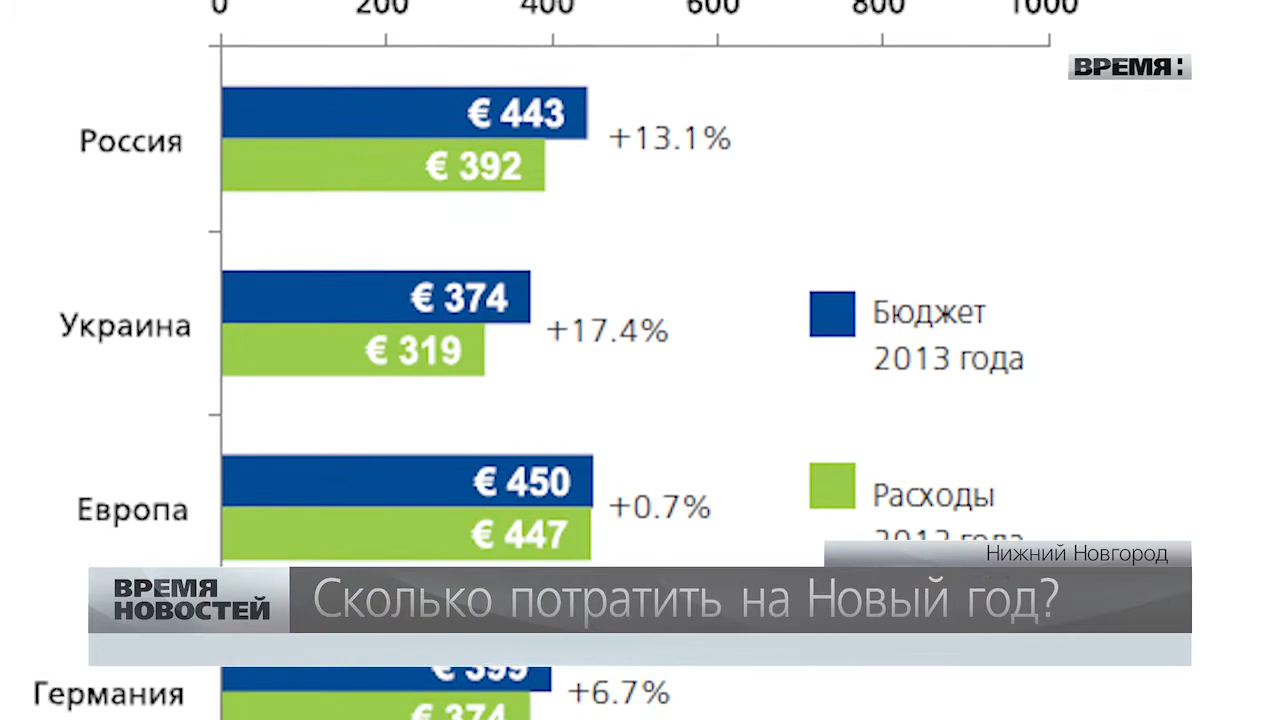 0 200 400 600 800 1000
ВРЕМЯ:
Россия
€ 443
€ 392
+13.1%
Украина
€ 374
€ 319
+17.4%
Бюджет
2013 года
Европа
€ 450
€ 447
+0.7%
Расходы
Нижний Новгород
ВРЕМЯ
НОВОСТЕЙ
Сколько потратить на Новый год?
Германия
€ 399
€ 374
+6.7%